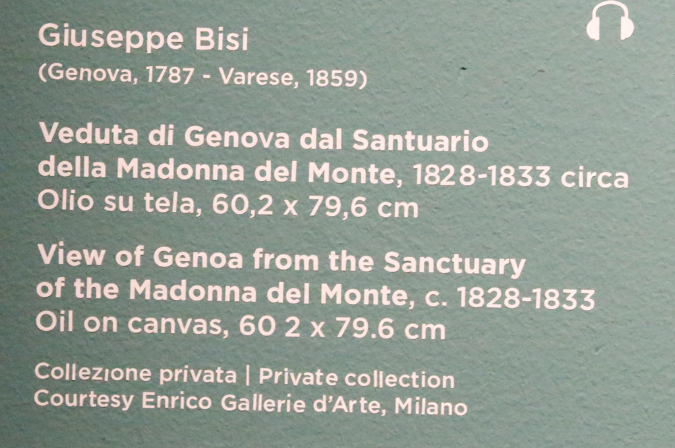 Giuseppe Bisi
(Genova, 1787 - Varese, 1859)
Veduta di Genova dal Santuario
della Madonna del Monte, 1828-1833 circa
Olio su tela, 60,2 x 79,6 cm
View of Genoa from the Sanctuary
of the Madonna del Monte, c. 1828-1833
Oil on canvas, 60 2 x 79.6 cm
Collezıone privata | Private collection
Courtesy Enrico Gallerie d'Arte, Milano